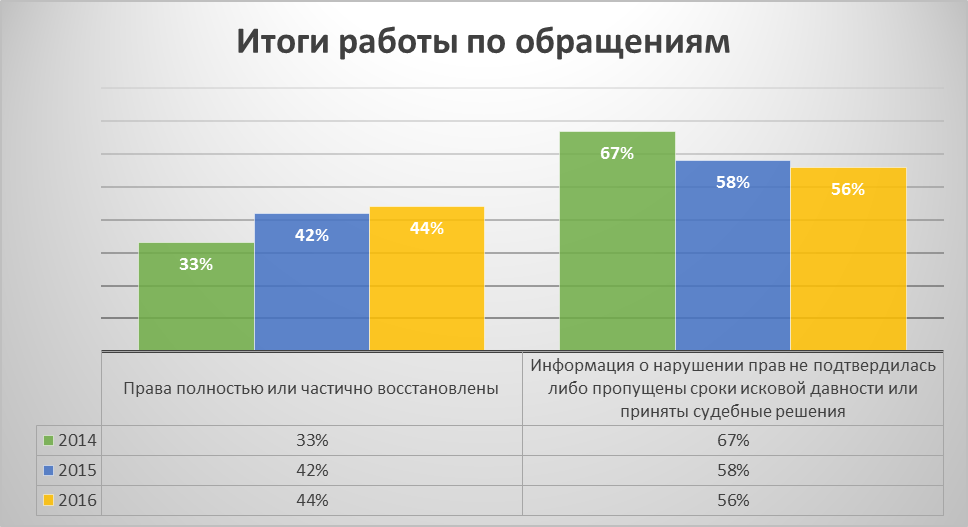 Итоги работы по обращениям
67%
58%
56%
33%
42%
44%
Права полностью или частично восстановлены
Информация о нарушении прав не подтвердилась
либо пропущены сроки исковой давности или
приняты судебные решения
2014 33% 67%
2015 42% 58%
2016 44% 56%